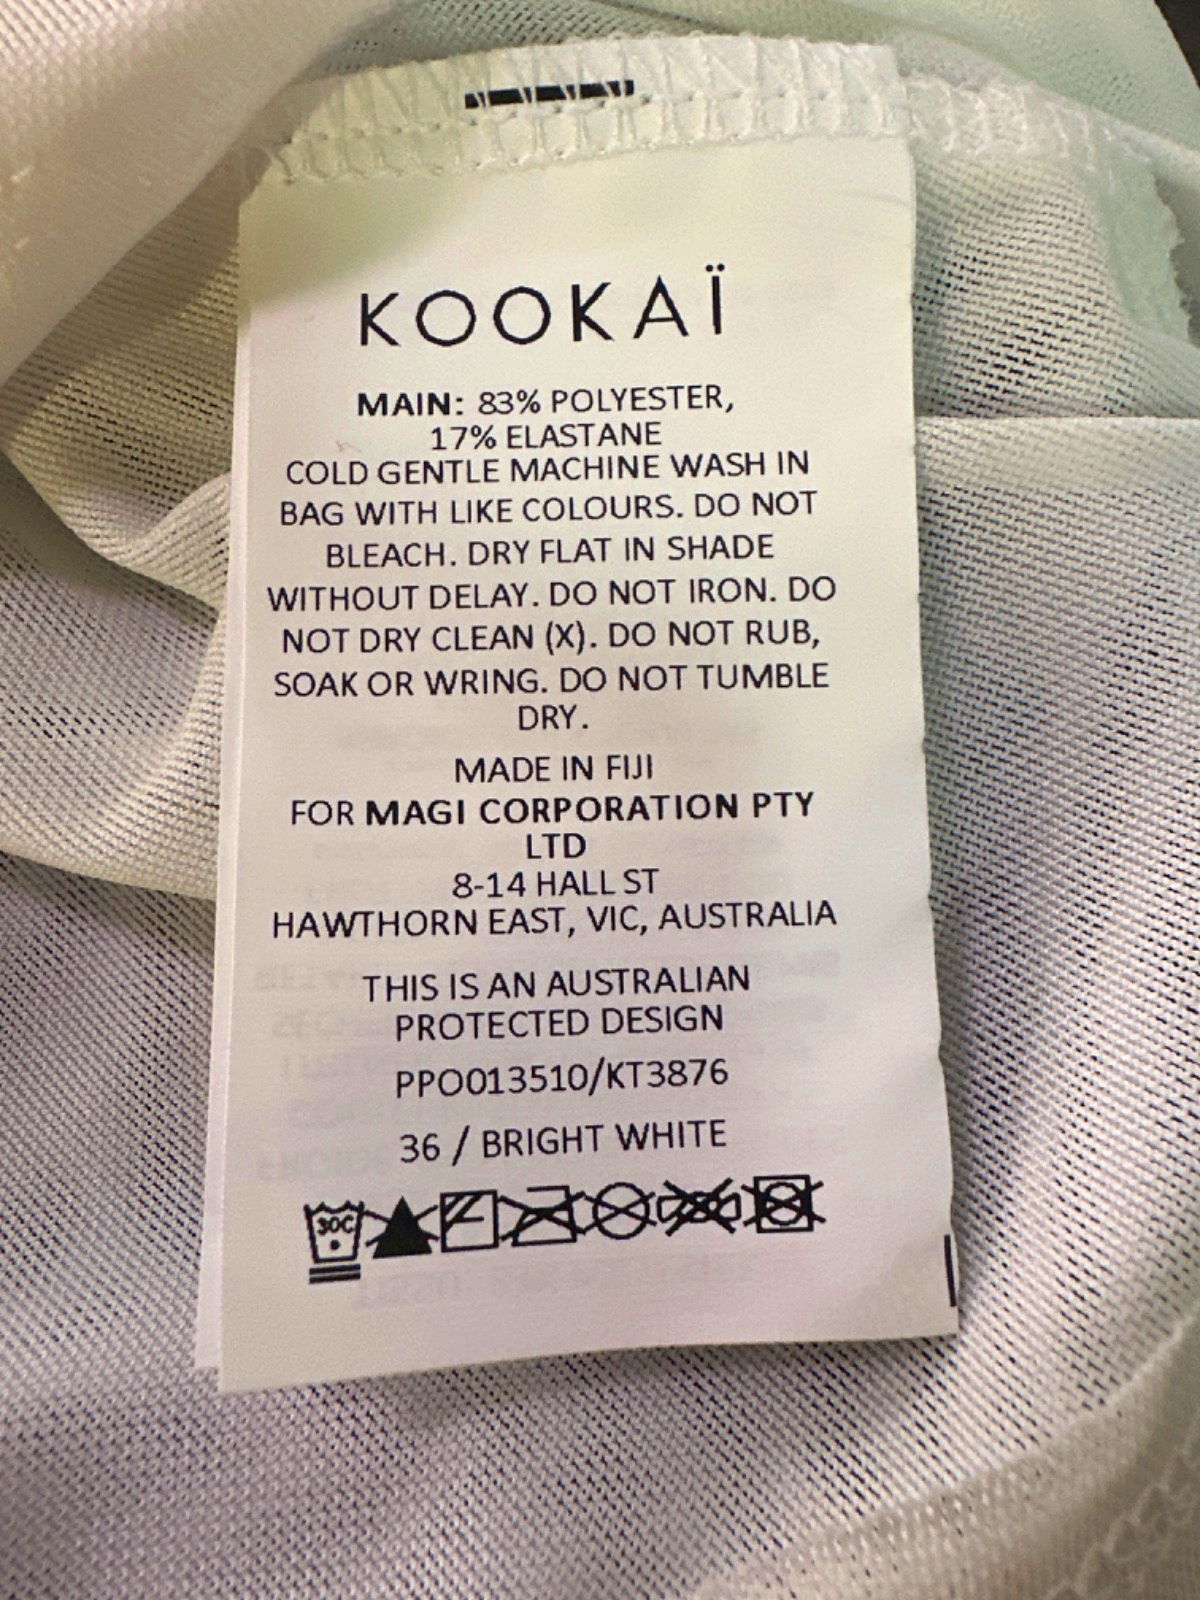 KOOKAÏ
MAIN: 83% POLYESTER,
17% ELASTANE
COLD GENTLE MACHINE WASH IN
BAG WITH LIKE COLOURS. DO NOT
BLEACH. DRY FLAT IN SHADE
WITHOUT DELAY. DO NOT IRON. DO
NOT DRY CLEAN (X). DO NOT RUB,
SOAK OR WRING. DO NOT TUMBLE
DRY.
MADE IN FIJI
FOR MAGI CORPORATION PTY
LTD
8-14 HALL ST
HAWTHORN EAST, VIC, AUSTRALIA
THIS IS AN AUSTRALIAN
PROTECTED DESIGN
PPO013510/KT3876
36 / BRIGHT WHITE
30C